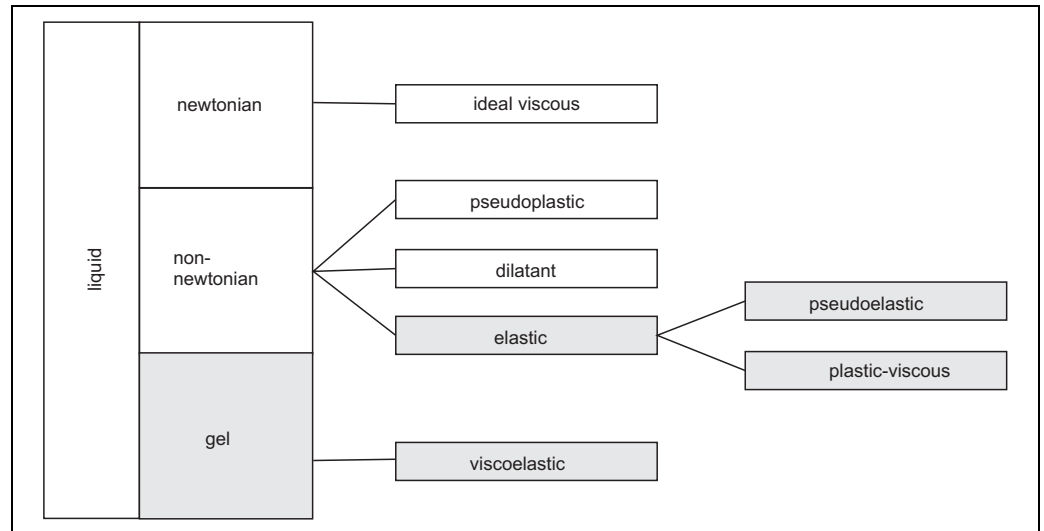 newtonian
ideal viscous
pseudoplastic
liquid
non-
newtonian
dilatant
pseudoelastic
elastic
plastic-viscous
gel
viscoelastic